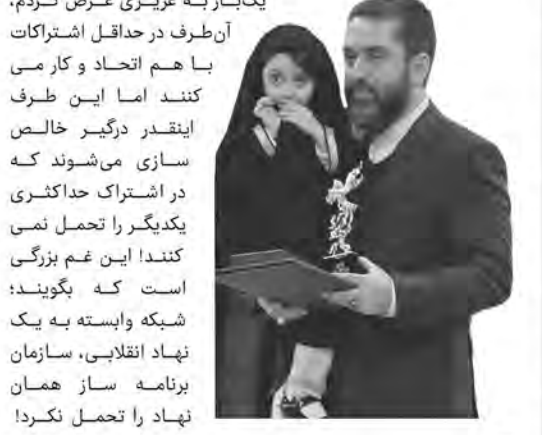 یک‌بار به عزیزی عرض کردم،
آن‌طرف در حداقل اشتراکات
با هم اتحاد و کار می
کنند اما این طرف
اینقدر درگیر خالص
سازی می‌شوند که
در اشتراک حداکثری
یکدیگر را تحمل نمی
کنند! این غم بزرگی
است که بگویند؛
شبکه وابسته به یک
نهاد انقلابی، سازمان
برنامه ساز همان
نهاد را تحمل نکرد!